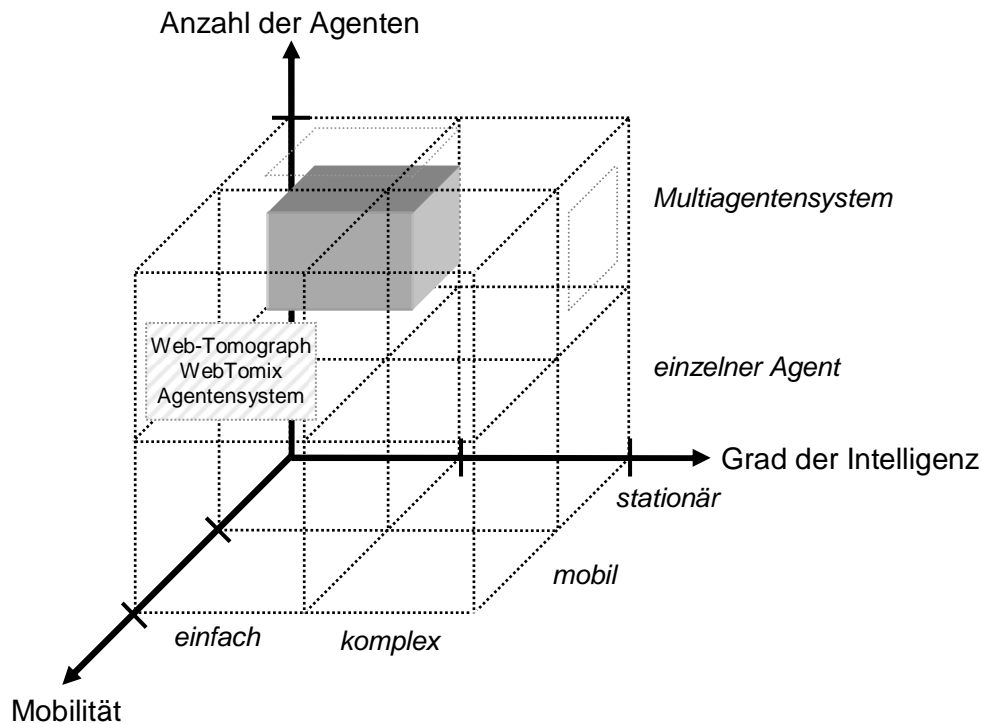 Anzahl der Agenten
Multiagentensystem
Web-Tomograph
WebTomix
Agentensystem
einzelner Agent
Grad der Intelligenz
stationär
mobil
einfach
komplex
Mobilität